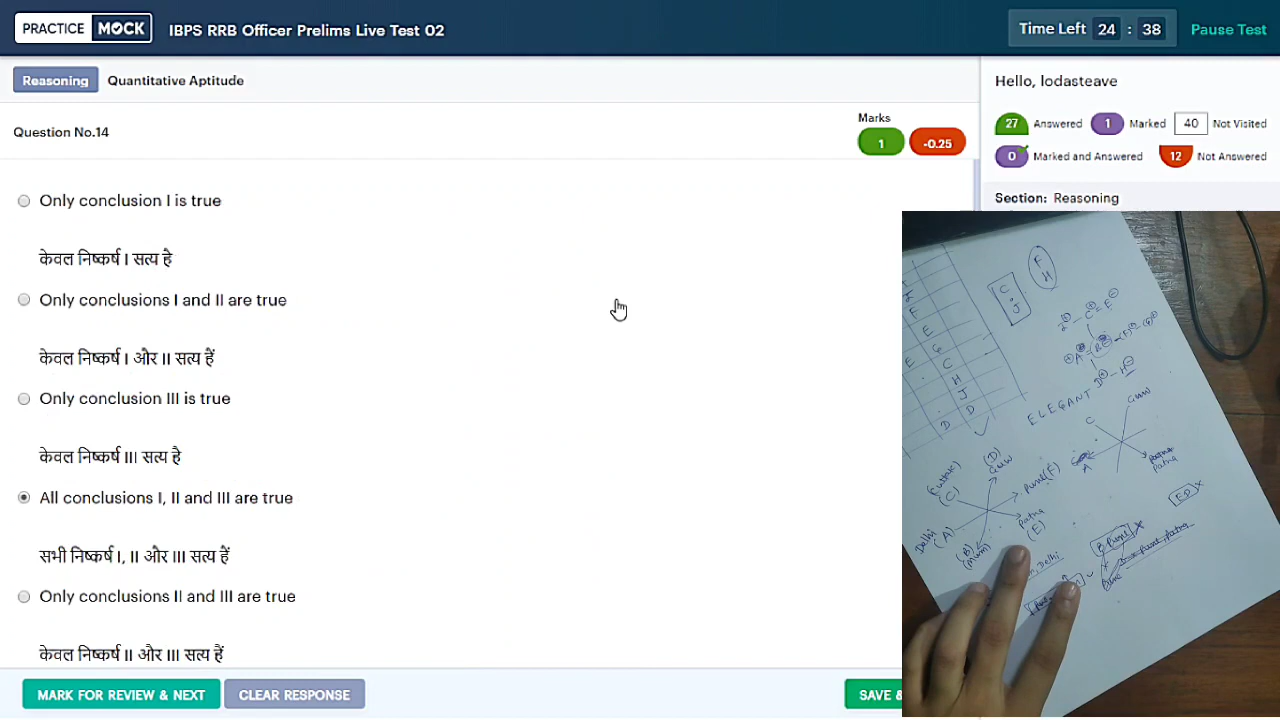 PRACTICE MOCK IBPS RRB Officer Prelims Live Test 02 Time Left 24 : 38 Pause Test
Reasoning Quantitative Aptitude
Hello, lodasteave
Question No.14
Marks
1 -0.25
27 Answered 1 Marked 40 Not Visited
0 Marked and Answered 12 Not Answered
Section: Reasoning
Only conclusion I is true
केवल निष्कर्ष I सत्य है
Only conclusions I and II are true
केवल निष्कर्ष I और II सत्य हैं
Only conclusion III is true
केवल निष्कर्ष III सत्य है
All conclusions I, II and III are true
सभी निष्कर्ष I, II और III सत्य हैं
Only conclusions II and III are true
केवल निष्कर्ष II और III सत्य हैं
MARK FOR REVIEW & NEXT CLEAR RESPONSE SAVE &
F
H
C
J
F
E
E G
C
H
J
D D
ELEGANT
C
A
Patna
(D)
(C)
Delhi (A)
(B)
Patna
(E)
EP
Delhi